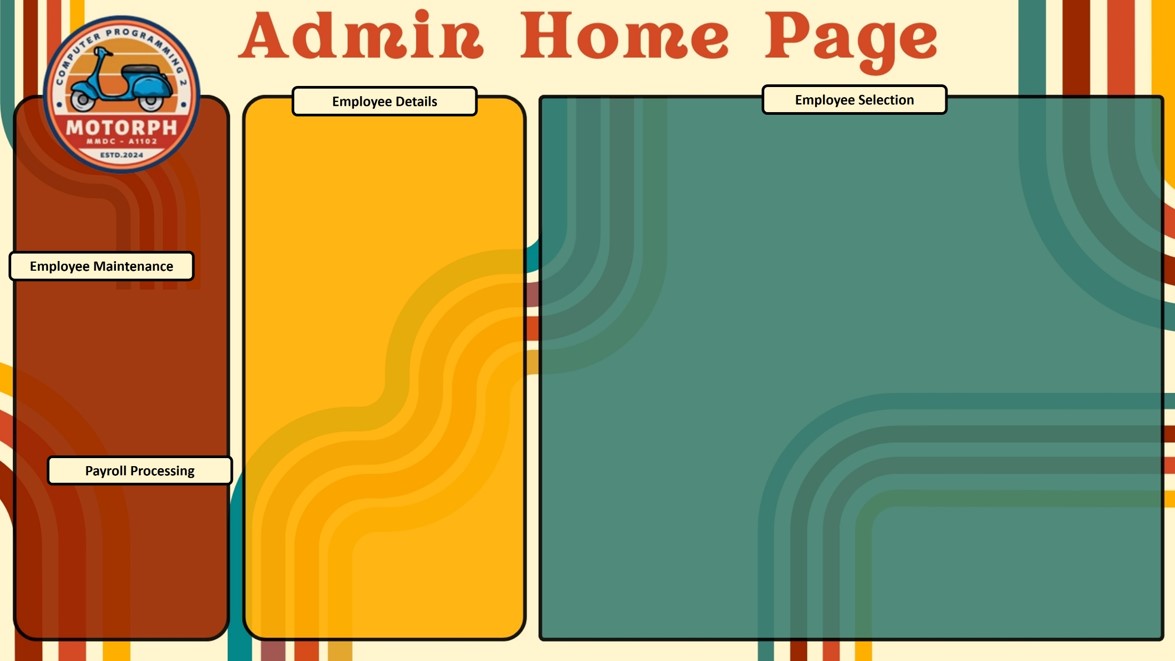 Admin Home Page
COMPUTER PROGRAMMING 2
MOTORPH
MMDC - A1102
ESTD.2024
Employee Details
Employee Selection
Employee Maintenance
Payroll Processing